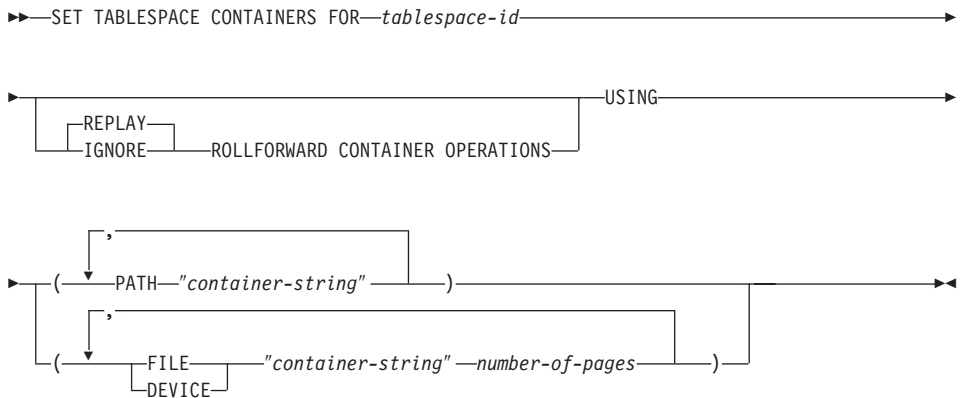 SET TABLESPACE CONTAINERS FOR tablespace-id
USING
REPLAY
IGNORE ROLLFORWARD CONTAINER OPERATIONS
,
( PATH "container-string" )
,
( FILE "container-string" number-of-pages )
DEVICE